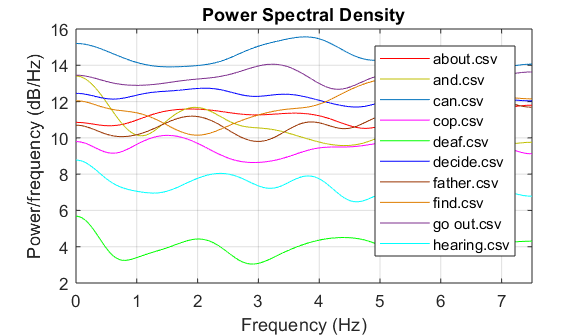 Power Spectral Density
16
14
12
10
8
6
4
2
0 1 2 3 4 5 6 7
Power/frequency (dB/Hz)
Frequency (Hz)
about.csv
and.csv
can.csv
cop.csv
deaf.csv
decide.csv
father.csv
find.csv
go out.csv
hearing.csv